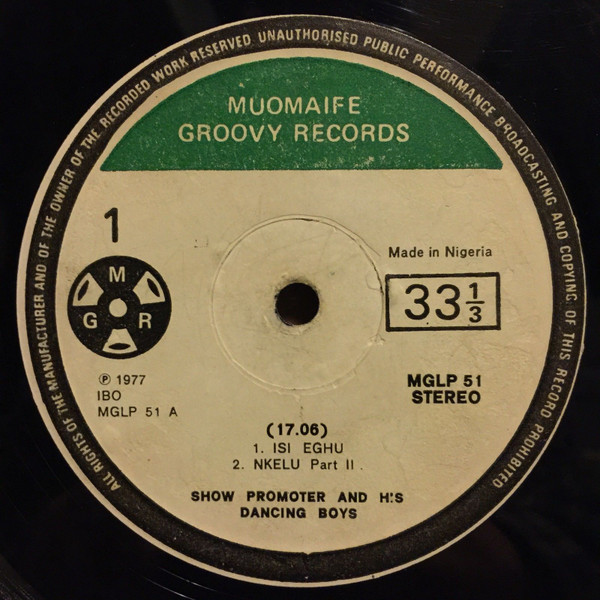 ALL RIGHTS OF THE MANUFACTURER AND OF THE OWNER OF THE RECORDED WORK RESERVED UNAUTHORISED PUBLIC PERFORMANCE BROADCASTING AND COPYING OF THIS RECORD PROHIBITED
MUOMAIFE
GROOVY RECORDS
1
M
G R
Made in Nigeria
33 1/3
℗ 1977
IBO
MGLP 51 A
MGLP 51
STEREO
(17.06)
1. ISI EGHU
2. NKELU Part II .
SHOW PROMOTER AND HIS
DANCING BOYS